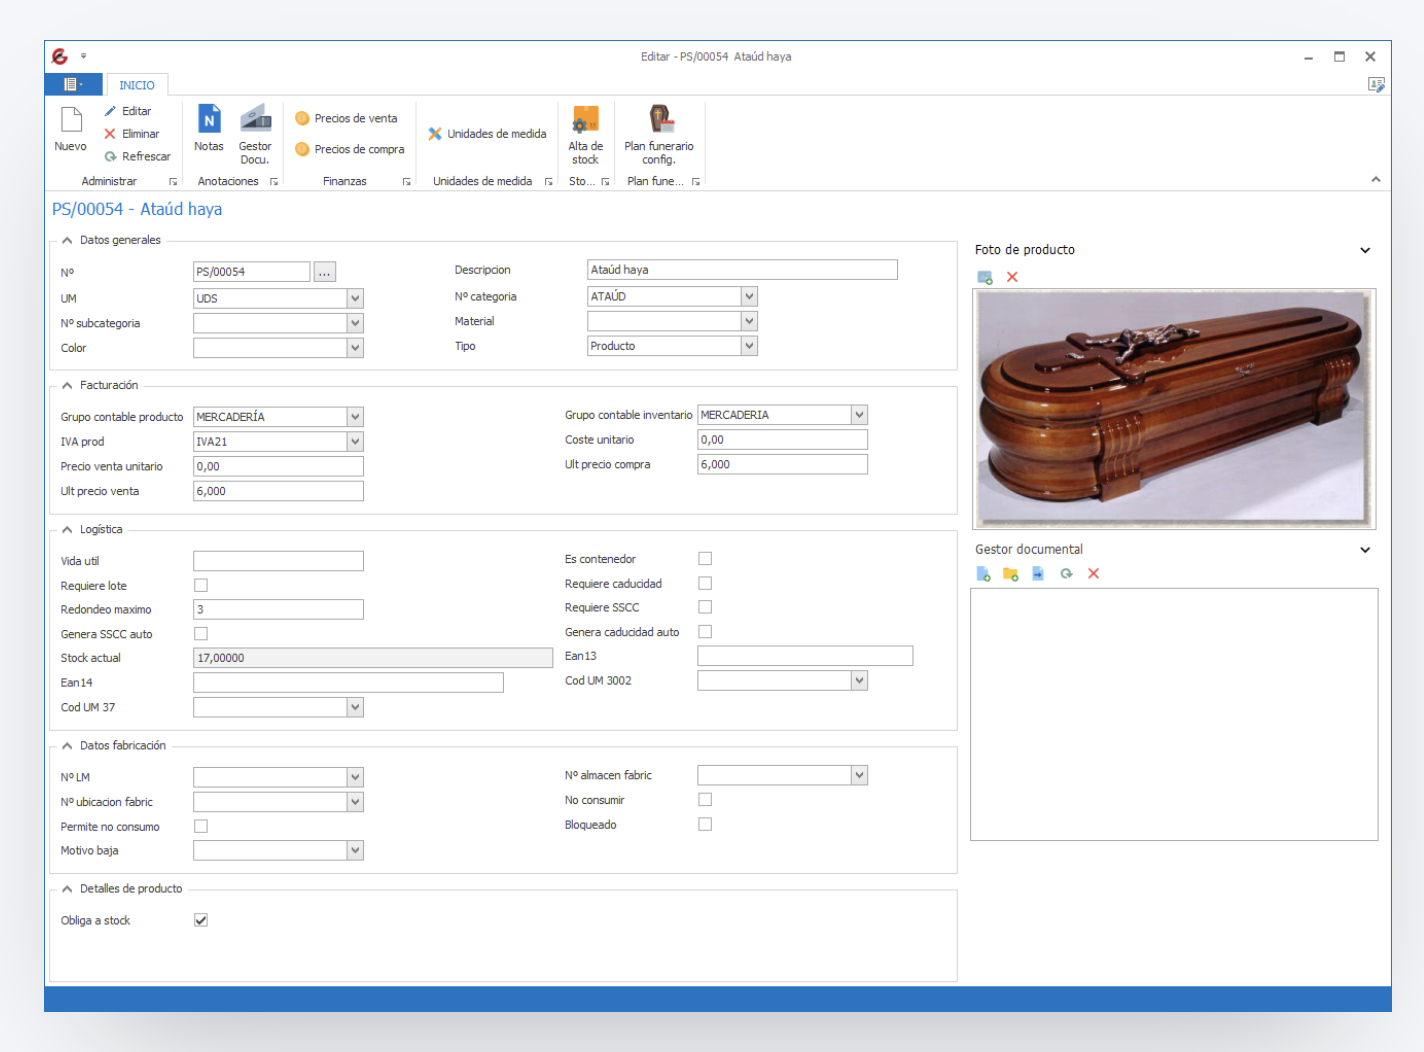 Editar - PS/00054 Ataúd haya
INICIO
Nuevo
Editar
Eliminar
Refrescar
Administrar
N
Notas
Gestor
Docu.
Anotaciones
Precios de venta
Precios de compra
Finanzas
Unidades de medida
Unidades de medida
Alta de
stock
Sto...
Plan funerario
config.
Plan fune...
PS/00054 - Ataúd haya
Datos generales
Nº PS/00054 ... Descripcion Ataúd haya
UM UDS Nº categoria ATAÚD
Nº subcategoria Material
Color Tipo Producto
Facturación
Grupo contable producto MERCADERÍA Grupo contable inventario MERCADERIA
IVA prod IVA21 Coste unitario 0,00
Precio venta unitario 0,00 Ult precio compra 6,000
Ult precio venta 6,000
Logística
Vida util Es contenedor
Requiere lote Requiere caducidad
Redondeo maximo 3 Requiere SSCC
Genera SSCC auto Genera caducidad auto
Stock actual 17,00000 Ean13
Ean14 Cod UM 3002
Cod UM 37
Datos fabricación
Nº LM Nº almacen fabric
Nº ubicacion fabric No consumir
Permite no consumo Bloqueado
Motivo baja
Detalles de producto
Obliga a stock
Foto de producto
Gestor documental